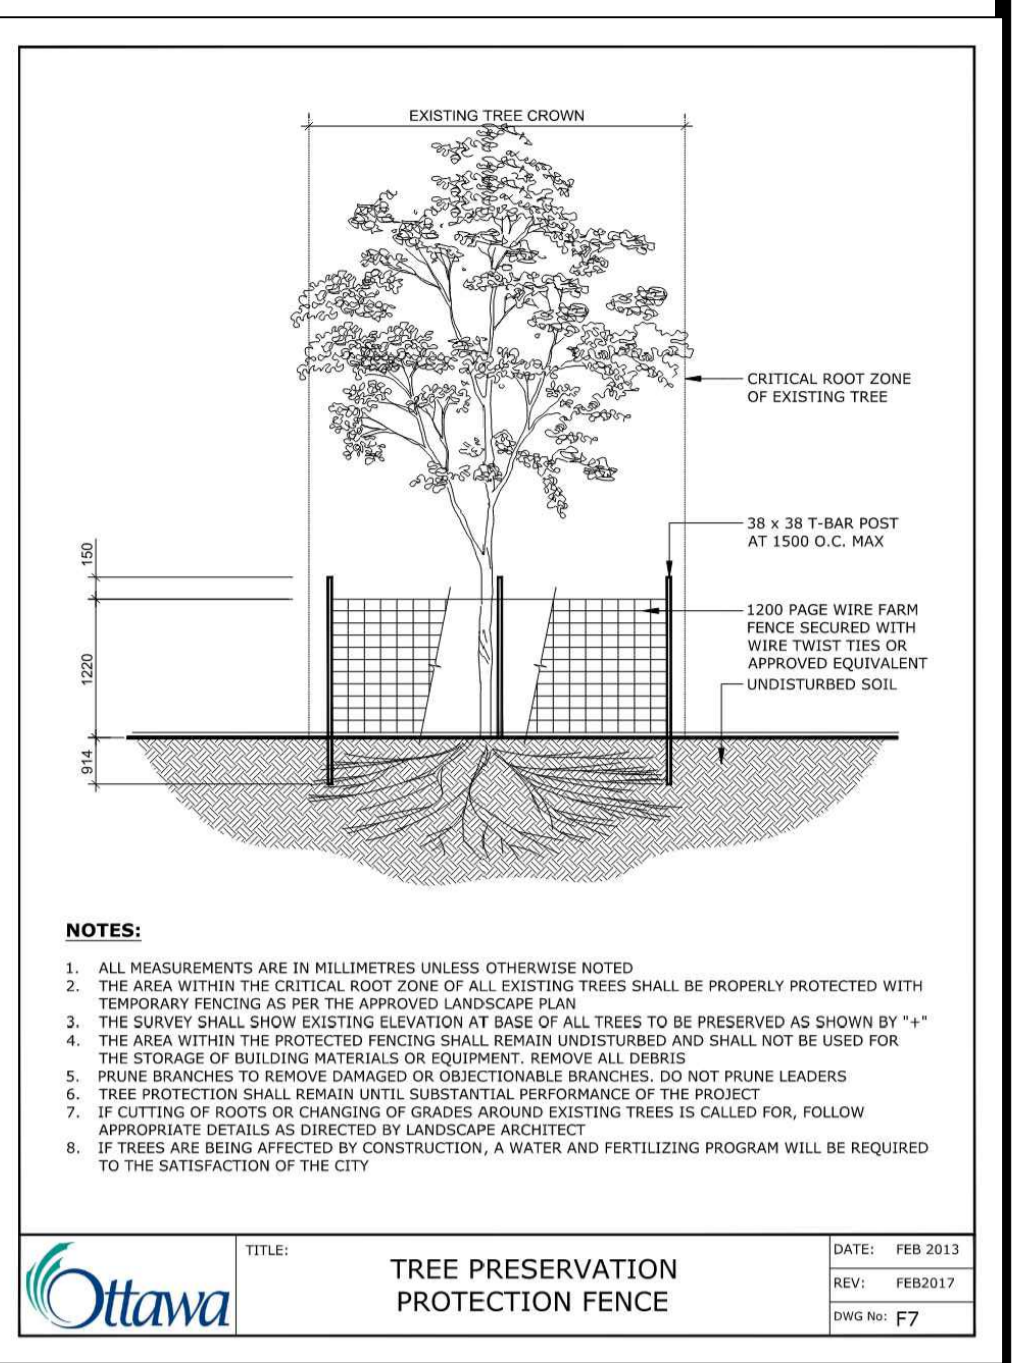 EXISTING TREE CROWN
CRITICAL ROOT ZONE
OF EXISTING TREE
38 x 38 T-BAR POST
AT 1500 O.C. MAX
150
1200 PAGE WIRE FARM
FENCE SECURED WITH
WIRE TWIST TIES OR
APPROVED EQUIVALENT
1220
UNDISTURBED SOIL
914
NOTES:
1. ALL MEASUREMENTS ARE IN MILLIMETRES UNLESS OTHERWISE NOTED
2. THE AREA WITHIN THE CRITICAL ROOT ZONE OF ALL EXISTING TREES SHALL BE PROPERLY PROTECTED WITH
TEMPORARY FENCING AS PER THE APPROVED LANDSCAPE PLAN
3. THE SURVEY SHALL SHOW EXISTING ELEVATION AT BASE OF ALL TREES TO BE PRESERVED AS SHOWN BY "+"
4. THE AREA WITHIN THE PROTECTED FENCING SHALL REMAIN UNDISTURBED AND SHALL NOT BE USED FOR
THE STORAGE OF BUILDING MATERIALS OR EQUIPMENT. REMOVE ALL DEBRIS
5. PRUNE BRANCHES TO REMOVE DAMAGED OR OBJECTIONABLE BRANCHES. DO NOT PRUNE LEADERS
6. TREE PROTECTION SHALL REMAIN UNTIL SUBSTANTIAL PERFORMANCE OF THE PROJECT
7. IF CUTTING OF ROOTS OR CHANGING OF GRADES AROUND EXISTING TREES IS CALLED FOR, FOLLOW
APPROPRIATE DETAILS AS DIRECTED BY LANDSCAPE ARCHITECT
8. IF TREES ARE BEING AFFECTED BY CONSTRUCTION, A WATER AND FERTILIZING PROGRAM WILL BE REQUIRED
TO THE SATISFACTION OF THE CITY
Ottawa
TITLE:
TREE PRESERVATION
PROTECTION FENCE
DATE: FEB 2013
REV: FEB2017
DWG No: F7